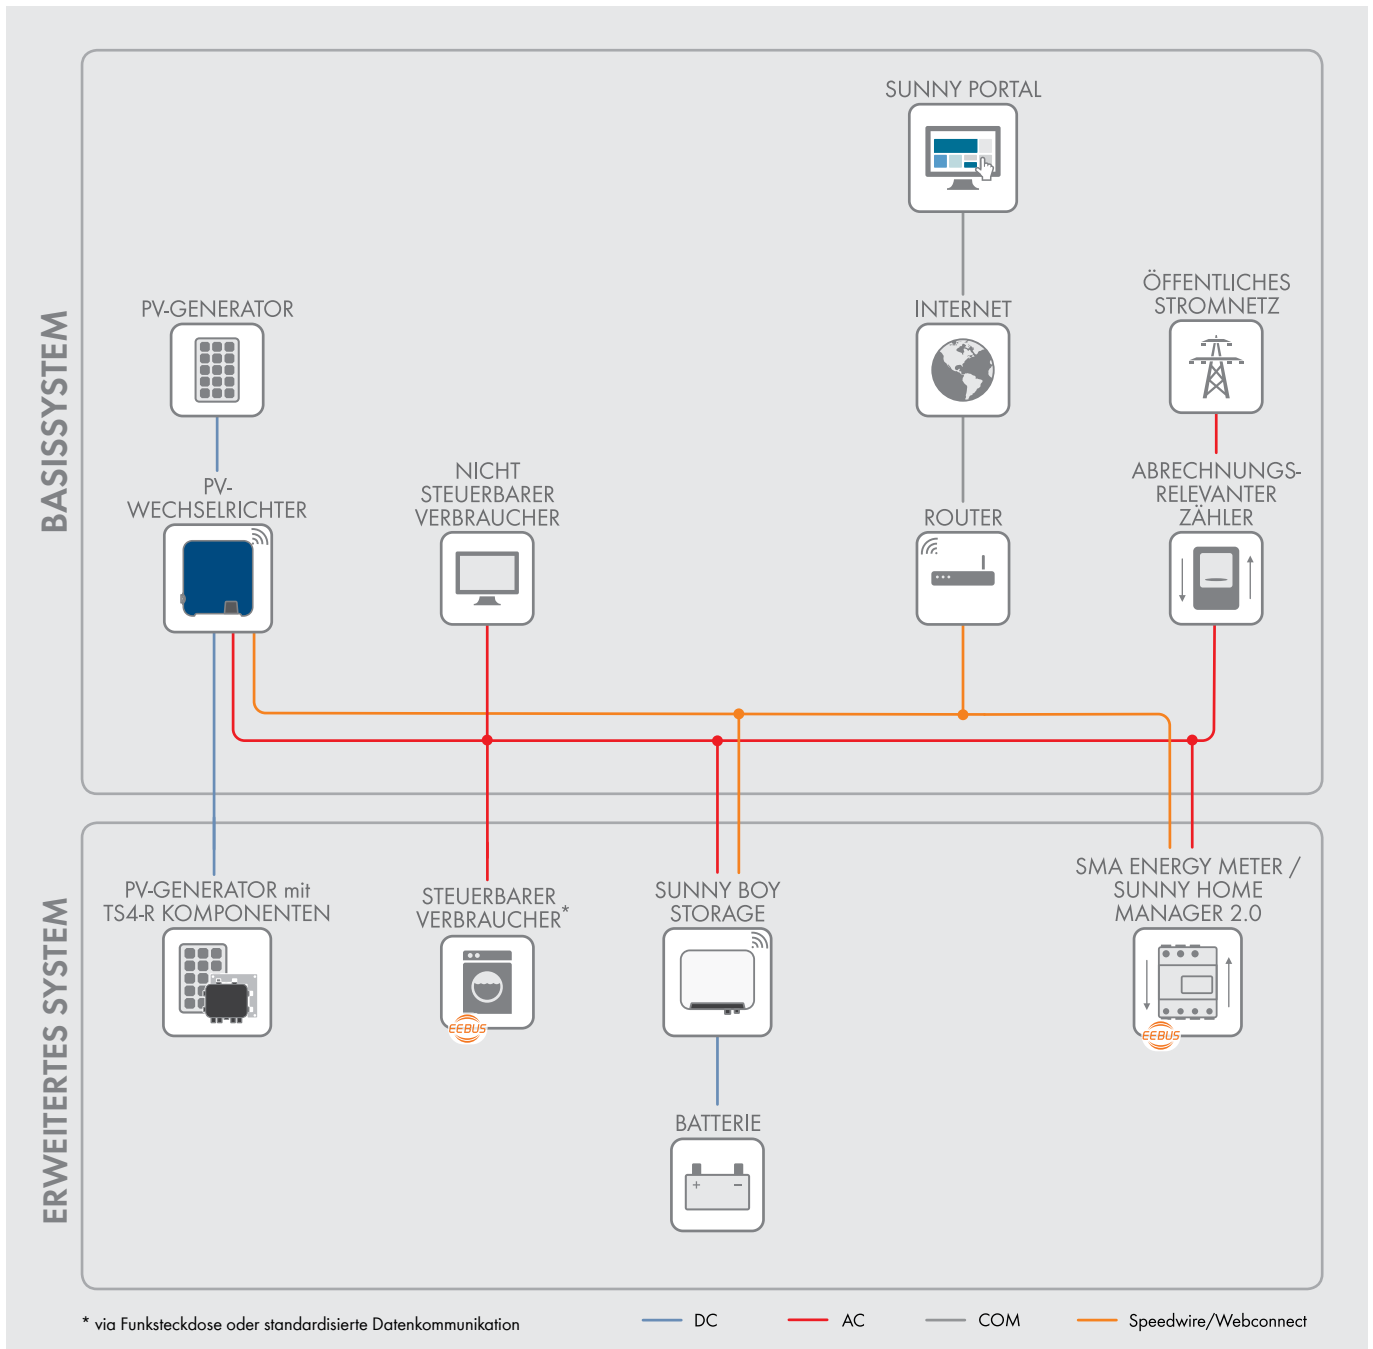 BASISSYSTEM
SUNNY PORTAL
PV-GENERATOR
INTERNET
ÖFFENTLICHES
STROMNETZ
PV-
WECHSELRICHTER
NICHT
STEUERBARER
VERBRAUCHER
ROUTER
ABRECHNUNGS-
RELEVANTER
ZÄHLER
ERWEITERTES SYSTEM
PV-GENERATOR mit
TS4-R KOMPONENTEN
STEUERBARER
VERBRAUCHER*
EEBUS
SUNNY BOY
STORAGE
SMA ENERGY METER /
SUNNY HOME
MANAGER 2.0
EEBUS
BATTERIE
+ −
* via Funksteckdose oder standardisierte Datenkommunikation
DC
AC
COM
Speedwire/Webconnect